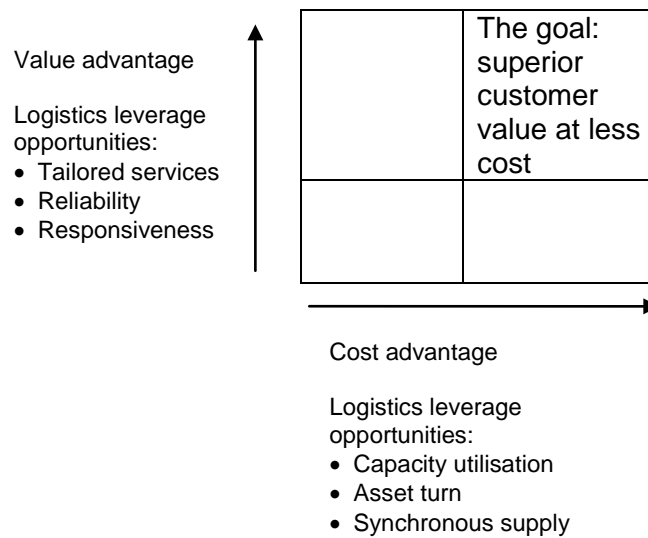 Value advantage
Logistics leverage
opportunities:
• Tailored services
• Reliability
• Responsiveness
The goal:
superior
customer
value at less
cost
Cost advantage
Logistics leverage
opportunities:
• Capacity utilisation
• Asset turn
• Synchronous supply